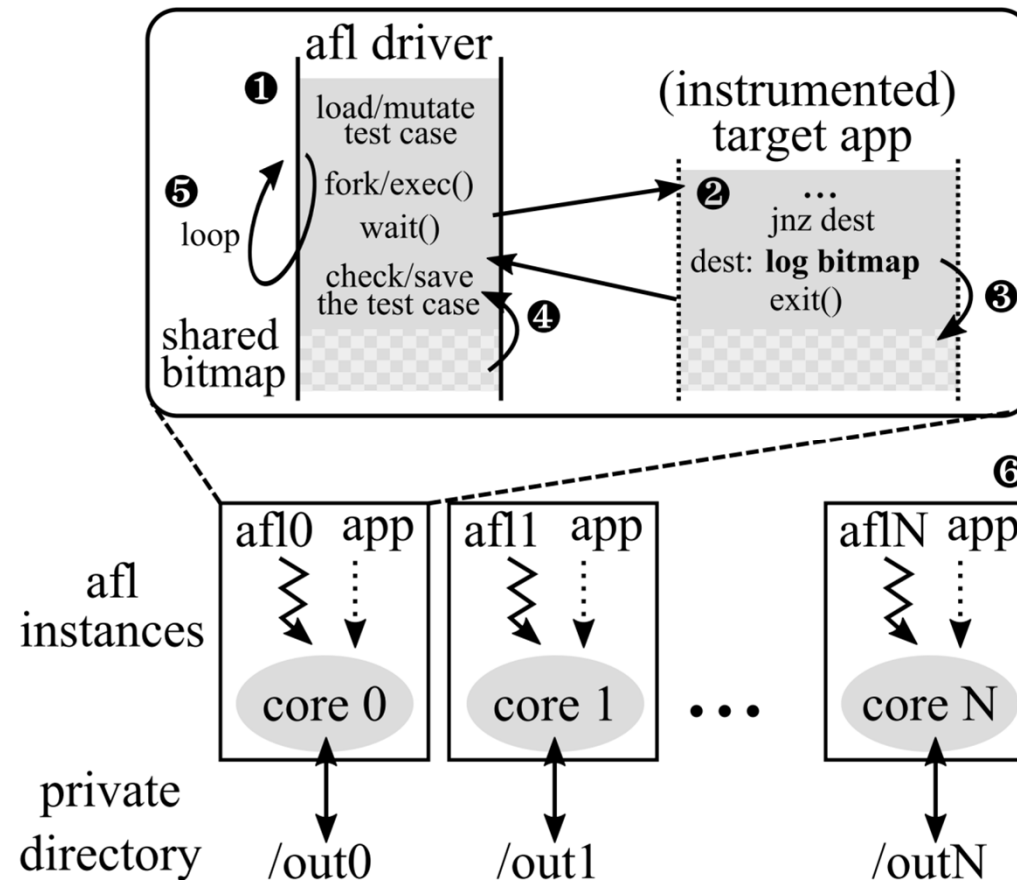 afl driver
❶
load/mutate
test case
❺
fork/exec()
loop
wait()
check/save
the test case
❹
shared
bitmap
(instrumented)
target app
❷
...
jnz dest
dest: log bitmap
❸
exit()
❻
afl0 app
afl1 app
aflN app
afl
instances
core 0
core 1
...
core N
private
directory
/out0
/out1
/outN